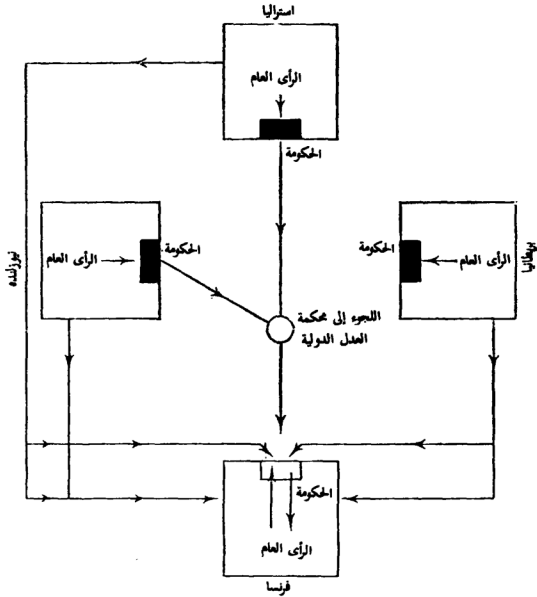 استراليا
الرأى العام
الحكومة
نيوزلنده
الرأى العام
الحكومة
الحكومة
الرأى العام
بريطانيا
اللجوء إلى محكمة
العدل الدولية
الحكومة
الرأى العام
فرنسا